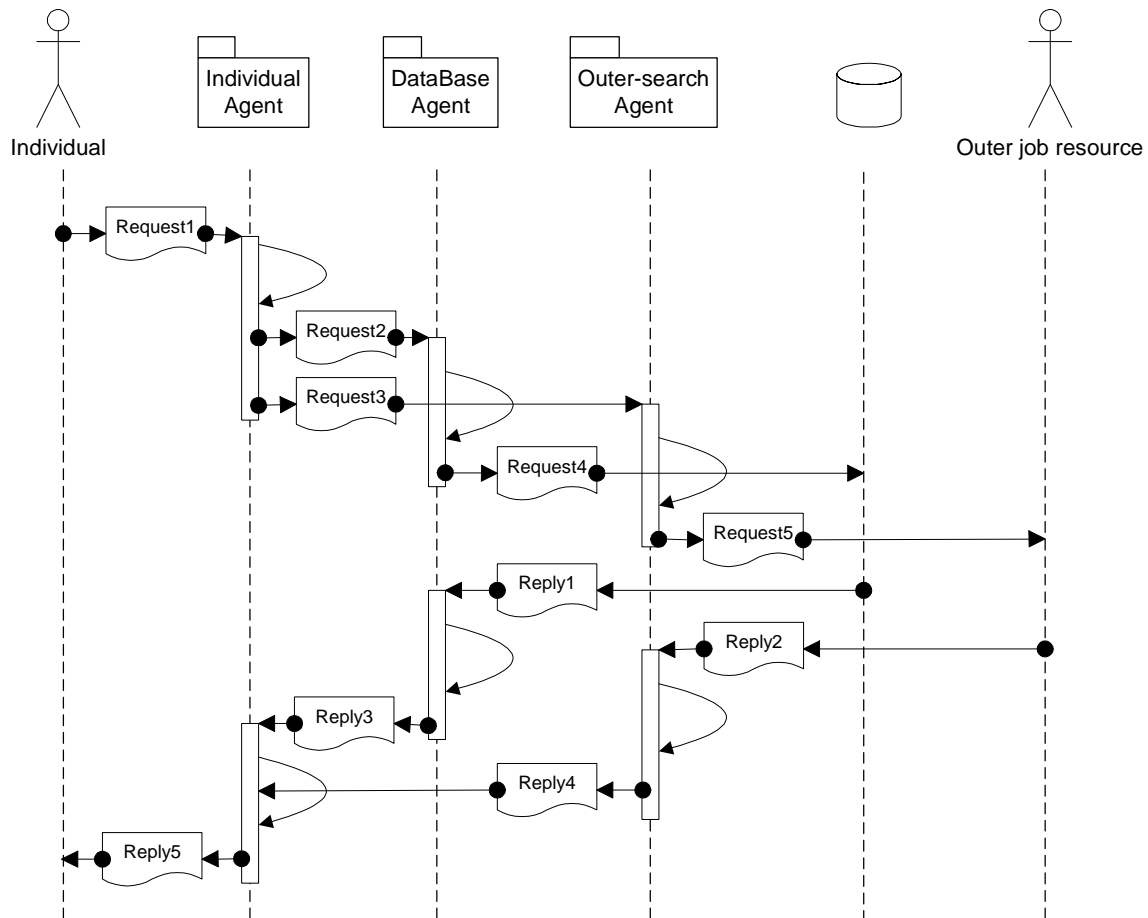 Individual
Agent
DataBase
Agent
Outer-search
Agent
Individual
Outer job resource
Request1
Request2
Request3
Request4
Request5
Reply1
Reply2
Reply3
Reply4
Reply5